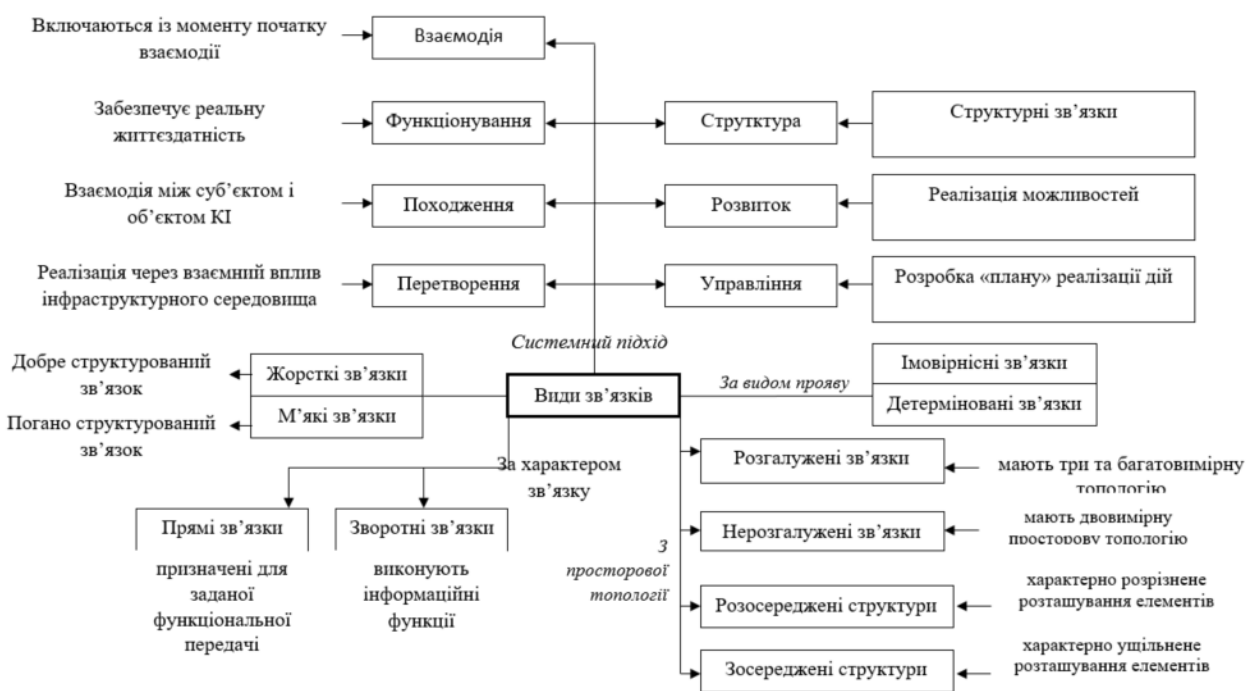 Включаються із моменту початку
взаємодії
Взаємодія
Забезпечує реальну
життєздатність
Функціонування
Струтктура
Структурні зв’язки
Взаємодія між суб’єктом і
об’єктом КІ
Походження
Розвиток
Реалізація можливостей
Реалізація через взаємний вплив
інфраструктурного середовища
Перетворення
Управління
Розробка «плану» реалізації дій
Системний підхід
Добре структурований
зв’язок
Жорсткі зв’язки
Погано структурований
зв’язок
М’які зв’язки
Види зв’язків
За видом прояву
Імовірнісні зв’язки
Детерміновані зв’язки
За характером
зв’язку
Прямі зв’язки
призначені для
заданої
функціональної
передачі
Зворотні зв’язки
виконують
інформаційні
функції
З
просторової
топології
Розгалужені зв’язки
мають три та багатовимірну
топологію
Нерозгалужені зв’язки
мають двовимірну
просторову топологію
Розосереджені структури
характерно розрізнене
розташування елементів
Зосереджені структури
характерно ущільнене
розташування елементів